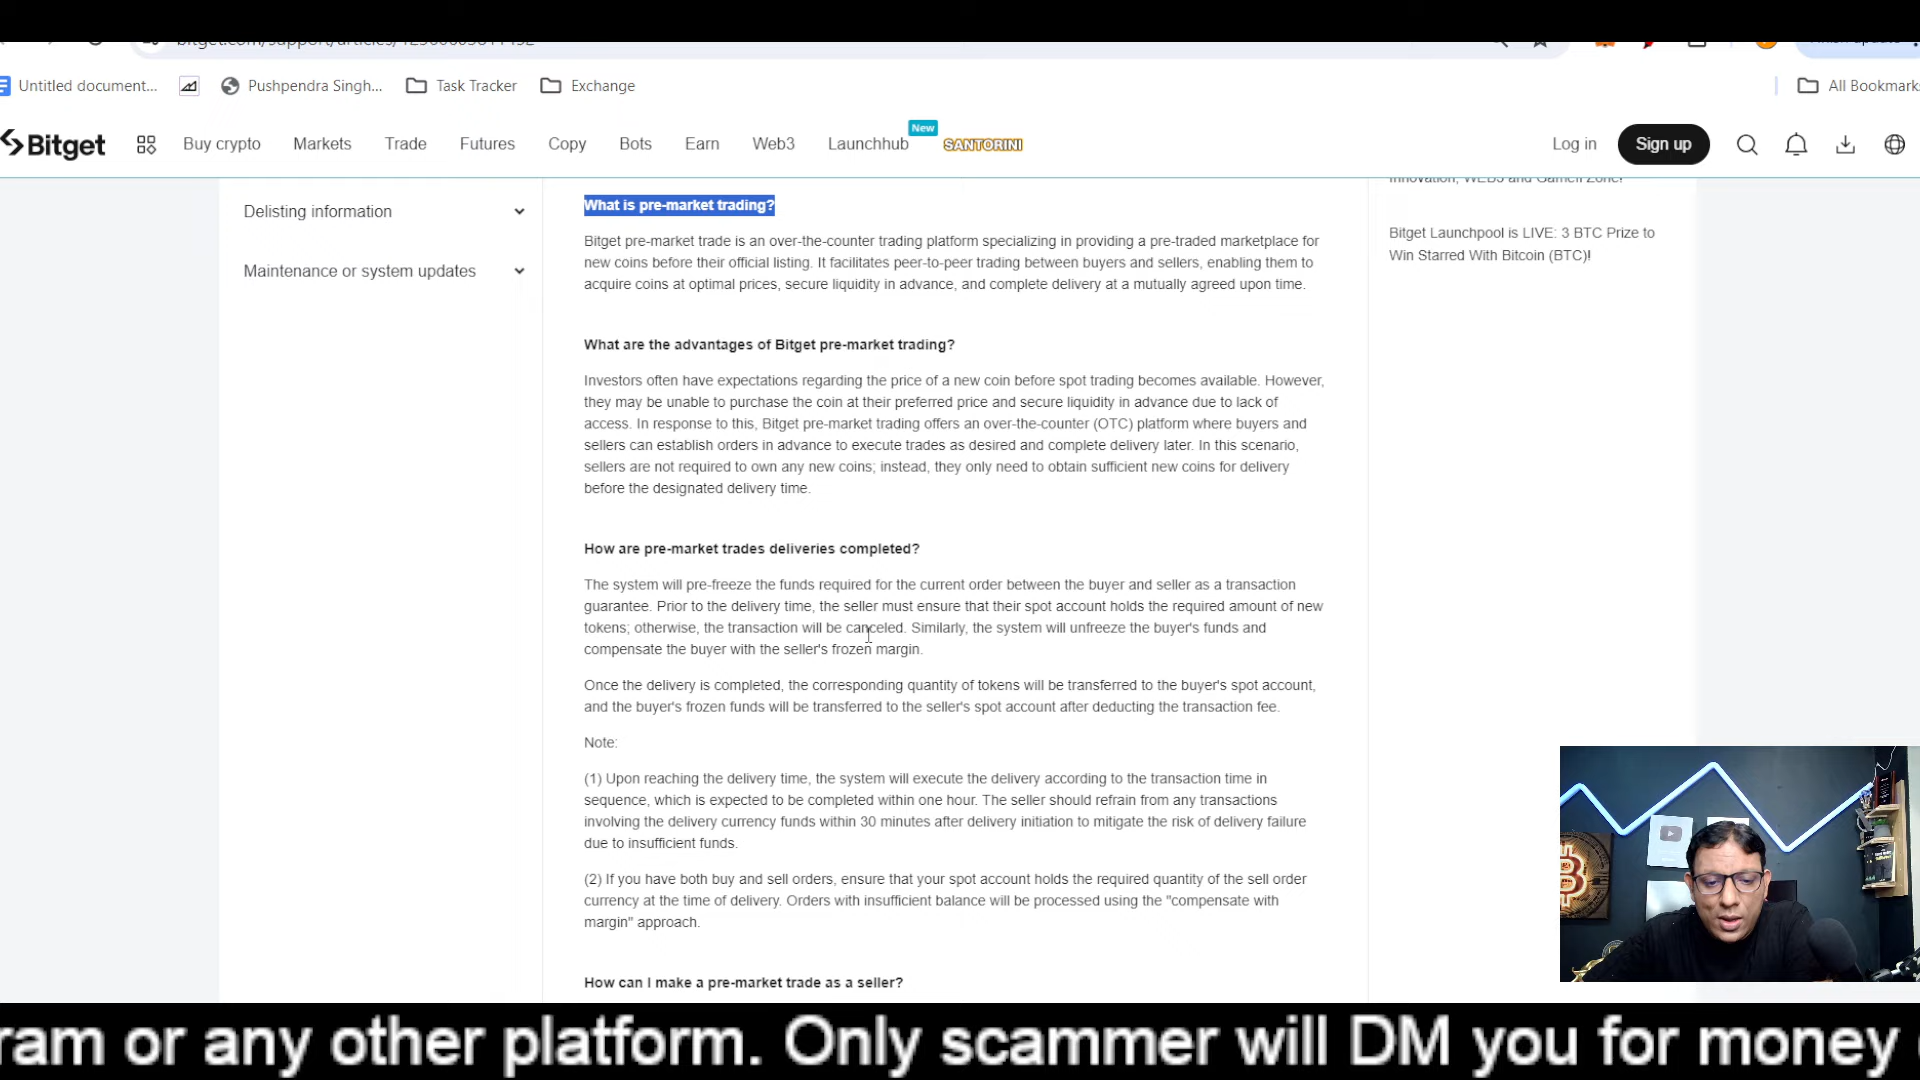 Untitled document...
Pushpendra Singh...
Task Tracker
Exchange
All Bookmarks
Bitget
Buy crypto
Markets
Trade
Futures
Copy
Bots
Earn
Web3
Launchhub
New
SANTORINI
Log in
Sign up
Delisting information
Maintenance or system updates
What is pre-market trading?
Bitget pre-market trade is an over-the-counter trading platform specializing in providing a pre-traded marketplace for
new coins before their official listing. It facilitates peer-to-peer trading between buyers and sellers, enabling them to
acquire coins at optimal prices, secure liquidity in advance, and complete delivery at a mutually agreed upon time.
What are the advantages of Bitget pre-market trading?
Investors often have expectations regarding the price of a new coin before spot trading becomes available. However,
they may be unable to purchase the coin at their preferred price and secure liquidity in advance due to lack of
access. In response to this, Bitget pre-market trading offers an over-the-counter (OTC) platform where buyers and
sellers can establish orders in advance to execute trades as desired and complete delivery later. In this scenario,
sellers are not required to own any new coins; instead, they only need to obtain sufficient new coins for delivery
before the designated delivery time.
How are pre-market trades deliveries completed?
The system will pre-freeze the funds required for the current order between the buyer and seller as a transaction
guarantee. Prior to the delivery time, the seller must ensure that their spot account holds the required amount of new
tokens; otherwise, the transaction will be canceled. Similarly, the system will unfreeze the buyer's funds and
compensate the buyer with the seller's frozen margin.
Once the delivery is completed, the corresponding quantity of tokens will be transferred to the buyer's spot account,
and the buyer's frozen funds will be transferred to the seller's spot account after deducting the transaction fee.
Note:
(1) Upon reaching the delivery time, the system will execute the delivery according to the transaction time in
sequence, which is expected to be completed within one hour. The seller should refrain from any transactions
involving the delivery currency funds within 30 minutes after delivery initiation to mitigate the risk of delivery failure
due to insufficient funds.
(2) If you have both buy and sell orders, ensure that your spot account holds the required quantity of the sell order
currency at the time of delivery. Orders with insufficient balance will be processed using the "compensate with
margin" approach.
How can I make a pre-market trade as a seller?
Innovation, WEB3 and GameFi Zone!
Bitget Launchpool is LIVE: 3 BTC Prize to
Win Starred With Bitcoin (BTC)!
ram or any other platform. Only scammer will DM you for money